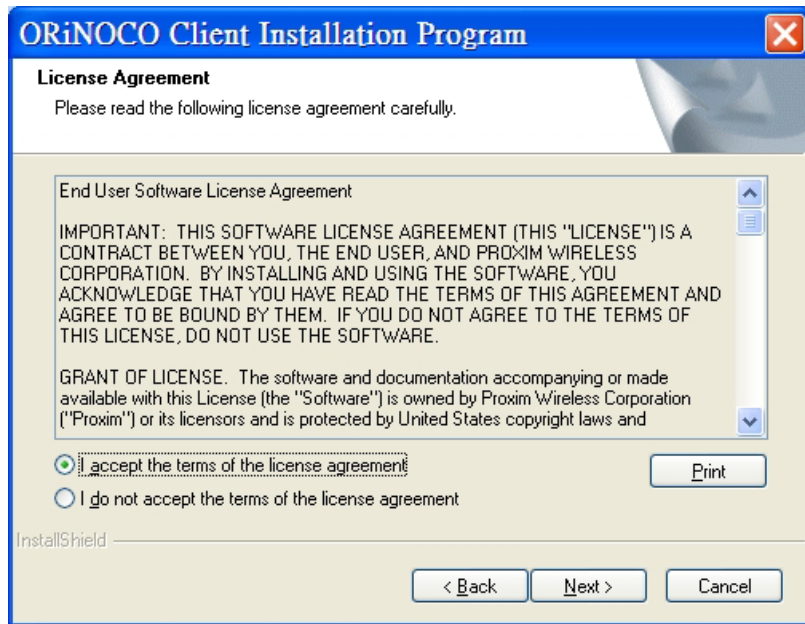 ORiNOCO Client Installation Program
License Agreement
Please read the following license agreement carefully.
End User Software License Agreement
IMPORTANT: THIS SOFTWARE LICENSE AGREEMENT (THIS "LICENSE") IS A
CONTRACT BETWEEN YOU, THE END USER, AND PROXIM WIRELESS
CORPORATION. BY INSTALLING AND USING THE SOFTWARE, YOU
ACKNOWLEDGE THAT YOU HAVE READ THE TERMS OF THIS AGREEMENT AND
AGREE TO BE BOUND BY THEM. IF YOU DO NOT AGREE TO THE TERMS OF
THIS LICENSE, DO NOT USE THE SOFTWARE.
GRANT OF LICENSE. The software and documentation accompanying or made
available with this License (the "Software") is owned by Proxim Wireless Corporation
("Proxim") or its licensors and is protected by United States copyright laws and
I accept the terms of the license agreement
Print
I do not accept the terms of the license agreement
InstallShield
< Back
Next >
Cancel